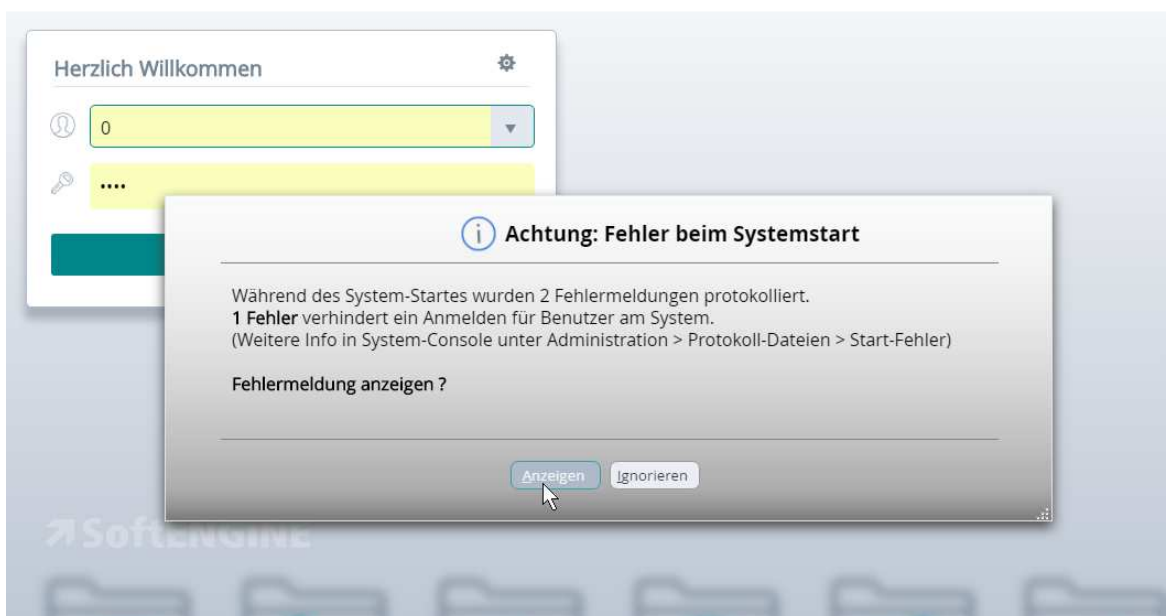 Herzlich Willkommen
0
••••
Achtung: Fehler beim Systemstart
Während des System-Startes wurden 2 Fehlermeldungen protokolliert.
1 Fehler verhindert ein Anmelden für Benutzer am System.
(Weitere Info in System-Console unter Administration > Protokoll-Dateien > Start-Fehler)
Fehlermeldung anzeigen ?
Anzeigen Ignorieren
SoftENGINE